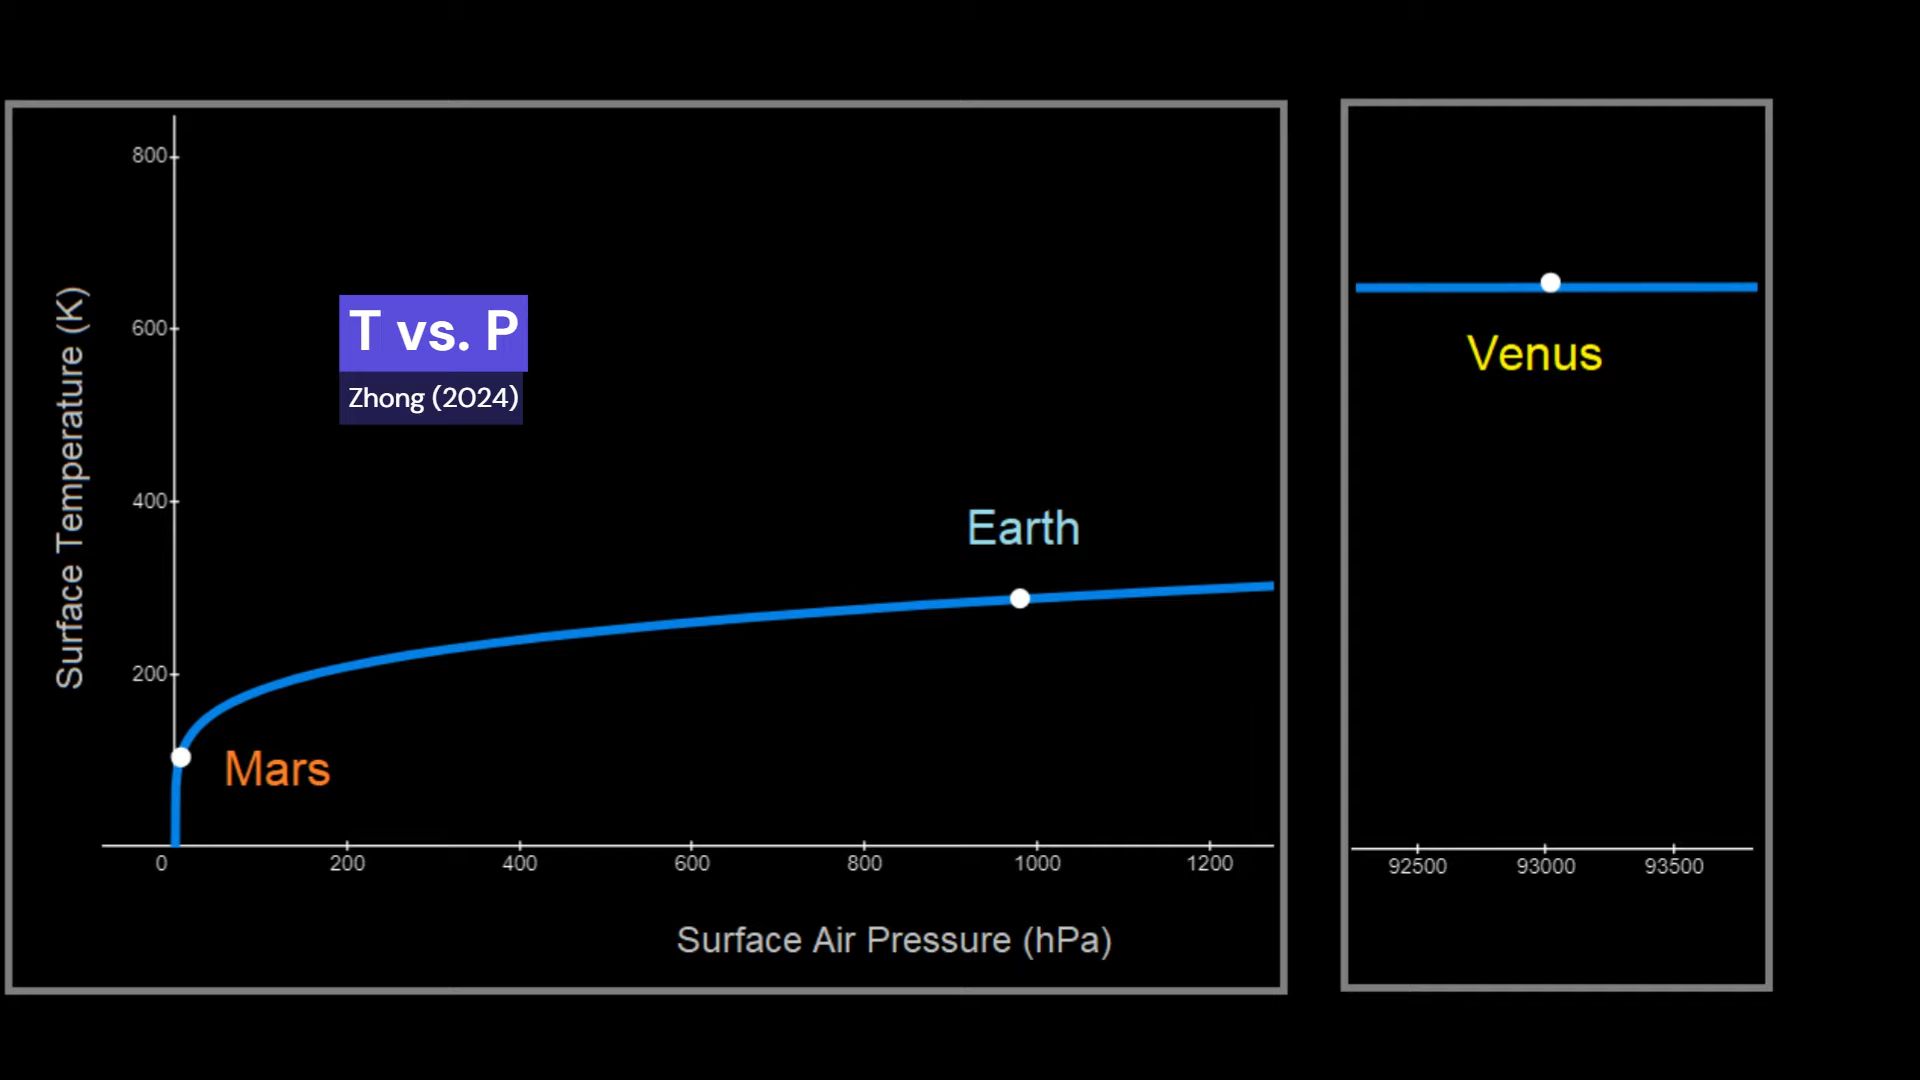 800
600
400
200
Surface Temperature (K)
T vs. P
Zhong (2024)
Earth
Mars
0 200 400 600 800 1000 1200
Surface Air Pressure (hPa)
Venus
92500 93000 93500